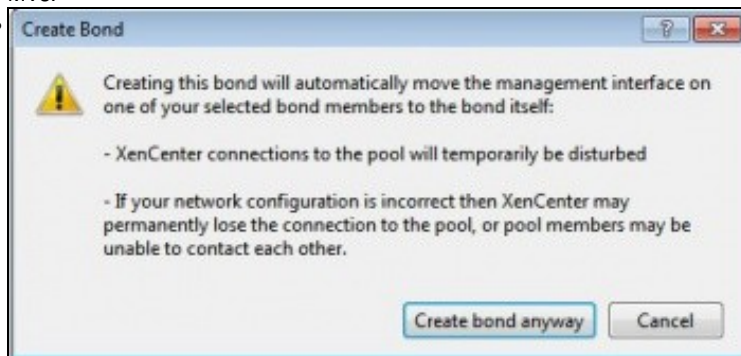 Create Bond
Creating this bond will automatically move the management interface on
one of your selected bond members to the bond itself:
- XenCenter connections to the pool will temporarily be disturbed
- If your network configuration is incorrect then XenCenter may
permanently lose the connection to the pool, or pool members may be
unable to contact each other.
Create bond anyway
Cancel